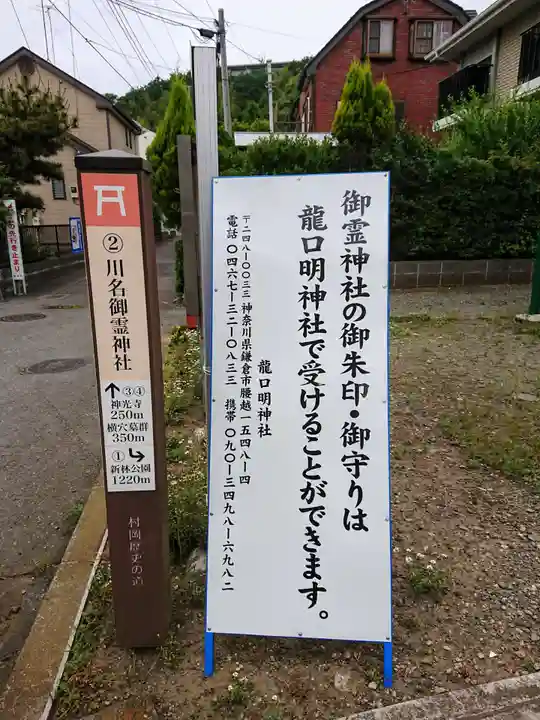 ②川名御霊神社
↑③④
神光寺
250m
横穴墓群
350m
①↪
新林公園
1220m
村岡歴史の道
御霊神社の御朱印・御守りは
龍口明神社で受けることができます。
龍口明神社
〒二四八-〇〇三三 神奈川県鎌倉市腰越一五四八-四
電話 〇四六七-三二-〇八三三 携帯 〇九〇-三四九八-六九八二